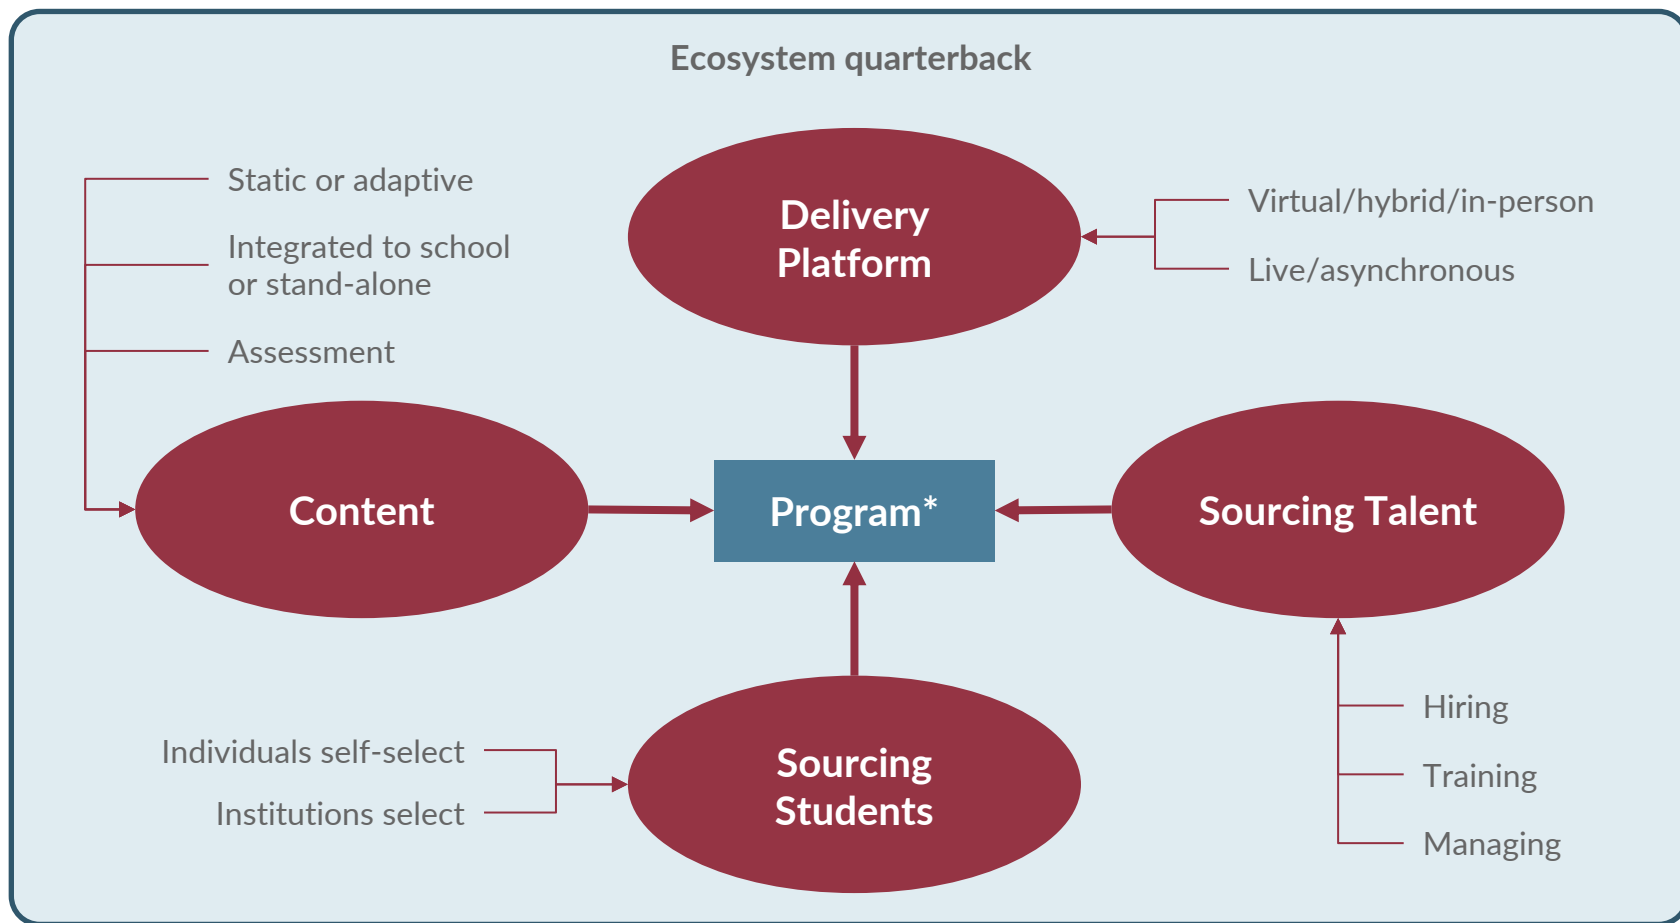 Ecosystem quarterback
Static or adaptive
Integrated to school
or stand-alone
Assessment
Delivery
Platform
Virtual/hybrid/in-person
Live/asynchronous
Content
Program*
Sourcing Talent
Individuals self-select
Institutions select
Sourcing
Students
Hiring
Training
Managing